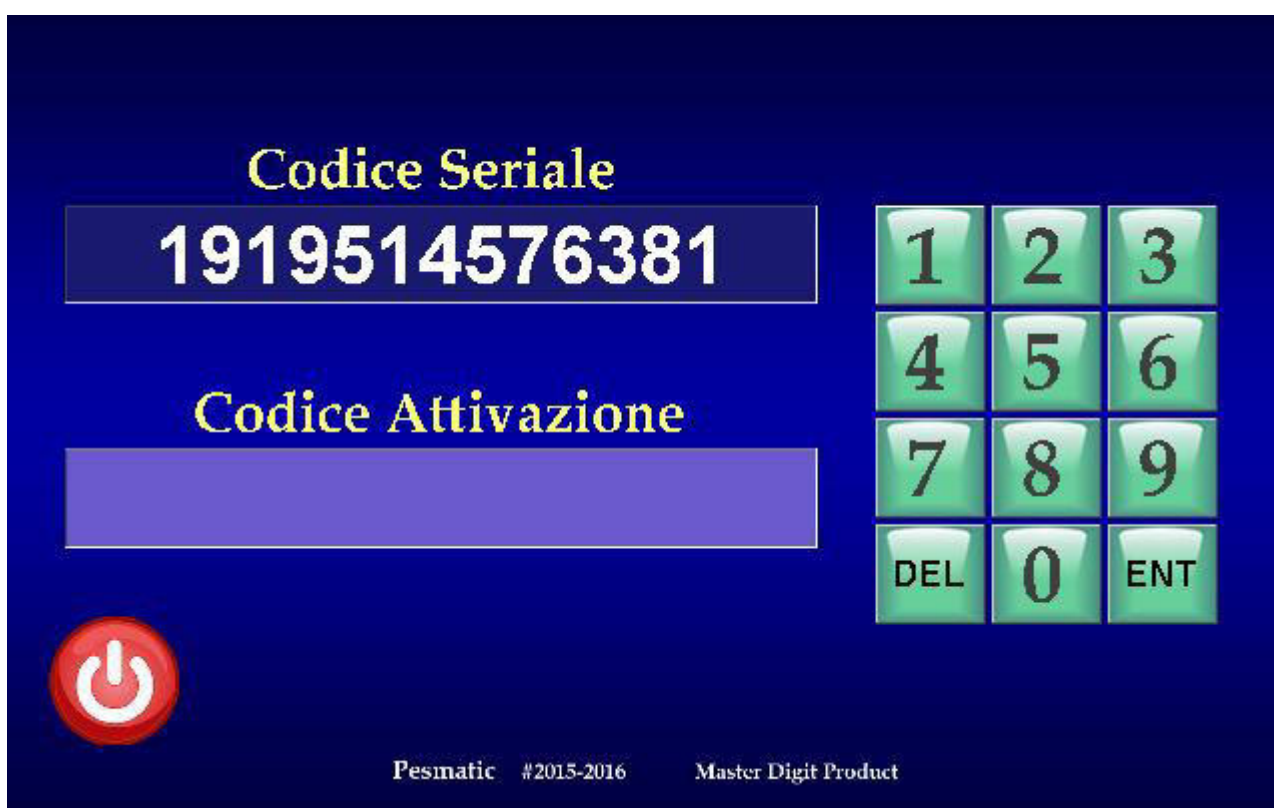 Codice Seriale
1919514576381
Codice Attivazione
1 2 3
4 5 6
7 8 9
DEL 0 ENT
Pesmatic #2015-2016 Master Digit Product